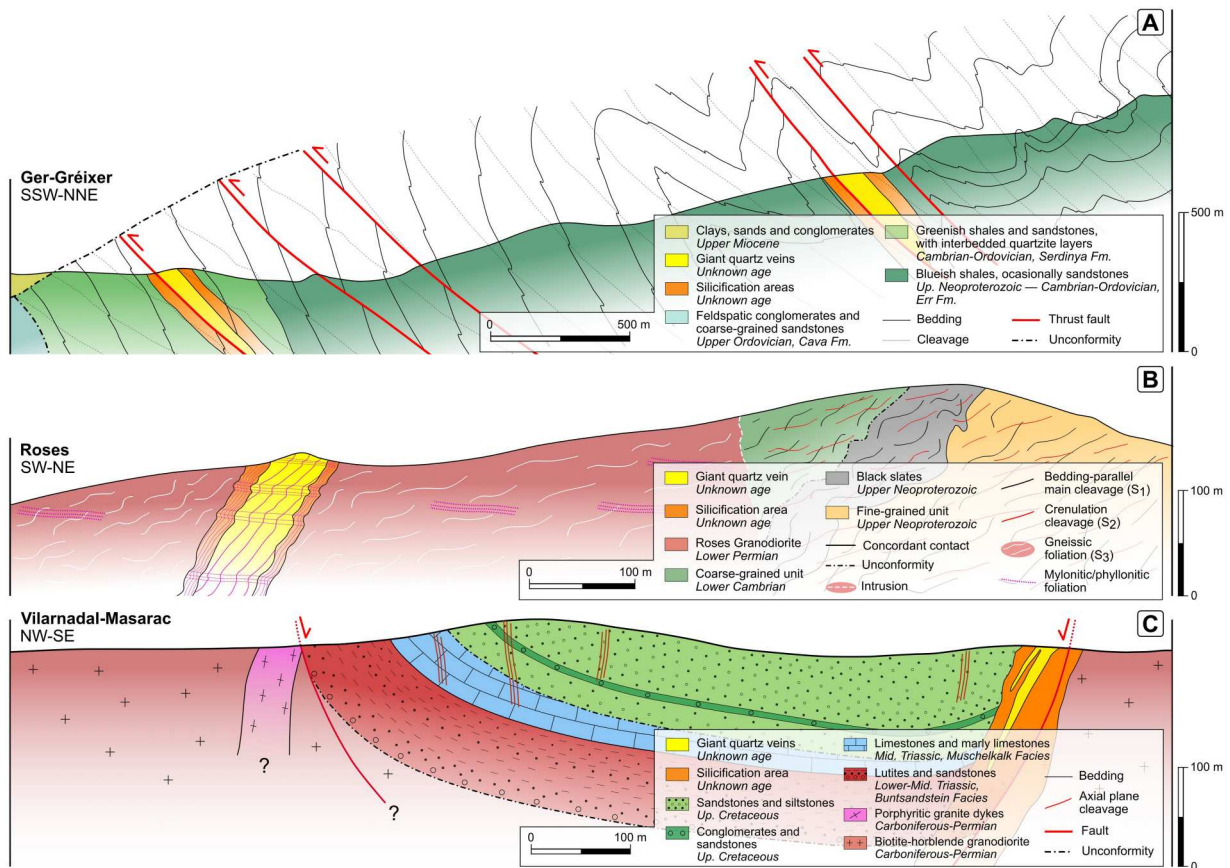 A
Ger-Gréixer
SSW-NNE
Clays, sands and conglomerates
Upper Miocene
Giant quartz veins
Unknown age
Silicification areas
Unknown age
Feldspatic conglomerates and
coarse-grained sandstones
Upper Ordovician, Cava Fm.
Greenish shales and sandstones,
with interbedded quartzite layers
Cambrian-Ordovician, Serdinya Fm.
Blueish shales, ocasionally sandstones
Up. Neoproterozoic — Cambrian-Ordovician,
Err Fm.
Bedding
Cleavage
Thrust fault
Unconformity
0
500 m
500 m
0
B
Roses
SW-NE
Giant quartz vein
Unknown age
Silicification area
Unknown age
Roses Granodiorite
Lower Permian
Coarse-grained unit
Lower Cambrian
Black slates
Upper Neoproterozoic
Fine-grained unit
Upper Neoproterozoic
Concordant contact
Unconformity
Intrusion
Bedding-parallel
main cleavage (S1)
Crenulation
cleavage (S2)
Gneissic
foliation (S3)
Mylonitic/phyllonitic
foliation
0
100 m
100 m
0
C
Vilarnadal-Masarac
NW-SE
?
?
Giant quartz veins
Unknown age
Silicification area
Unknown age
Sandstones and siltstones
Up. Cretaceous
Conglomerates and
sandstones
Up. Cretaceous
Limestones and marly limestones
Mid. Triassic, Muschelkalk Facies
Lutites and sandstones
Lower-Mid. Triassic,
Buntsandstein Facies
Porphyritic granite dykes
Carboniferous-Permian
Biotite-horblende granodiorite
Carboniferous-Permian
Bedding
Axial plane
cleavage
Fault
Unconformity
0
100 m
100 m
0